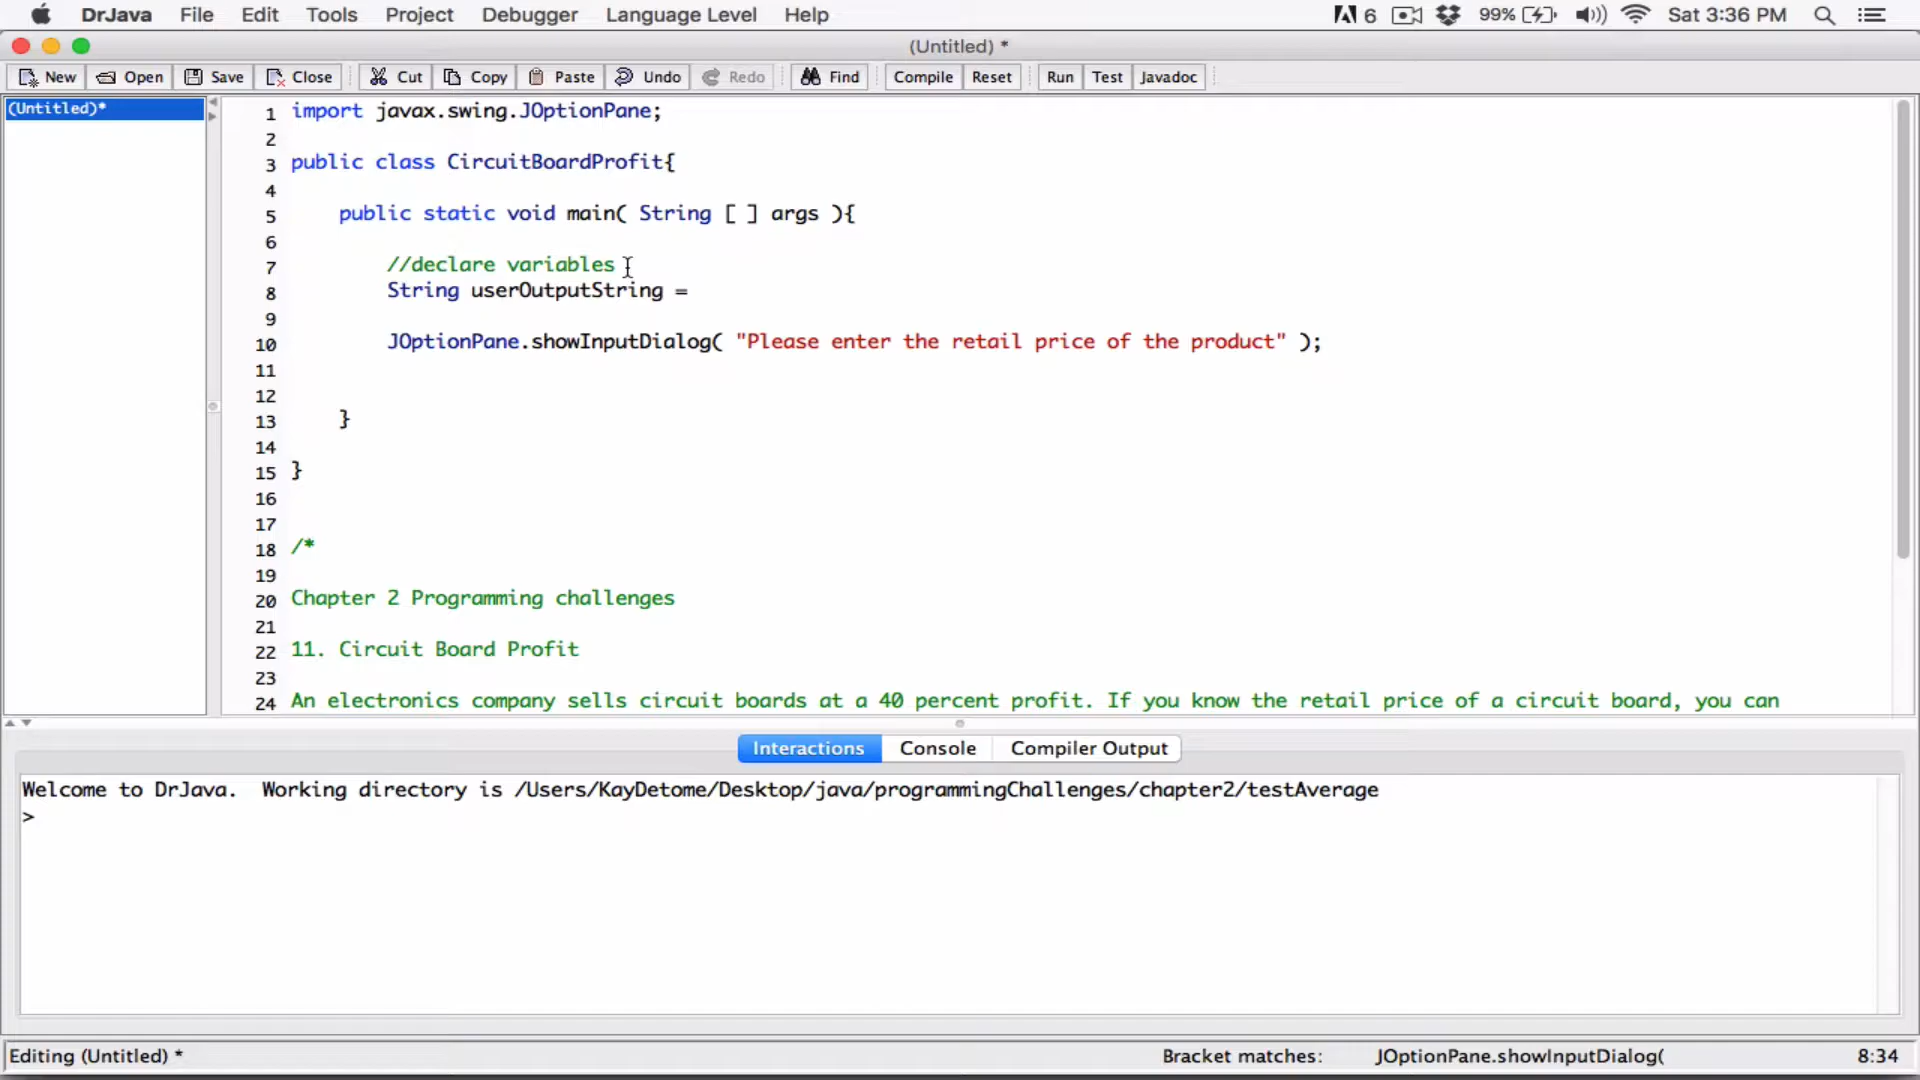 DrJava File Edit Tools Project Debugger Language Level Help 6 99% Sat 3:36 PM
(Untitled) *
New Open Save Close Cut Copy Paste Undo Redo Find Compile Reset Run Test Javadoc
(Untitled)*
1 import javax.swing.JOptionPane;
2
3 public class CircuitBoardProfit{
4
5 public static void main( String [ ] args ){
6
7 //declare variables
8 String userOutputString =
9
10 JOptionPane.showInputDialog( "Please enter the retail price of the product" );
11
12
13 }
14
15 }
16
17
18 /*
19
20 Chapter 2 Programming challenges
21
22 11. Circuit Board Profit
23
24 An electronics company sells circuit boards at a 40 percent profit. If you know the retail price of a circuit board, you can
Interactions Console Compiler Output
Welcome to DrJava. Working directory is /Users/KayDetome/Desktop/java/programmingChallenges/chapter2/testAverage
>
Editing (Untitled) * Bracket matches: JOptionPane.showInputDialog( 8:34